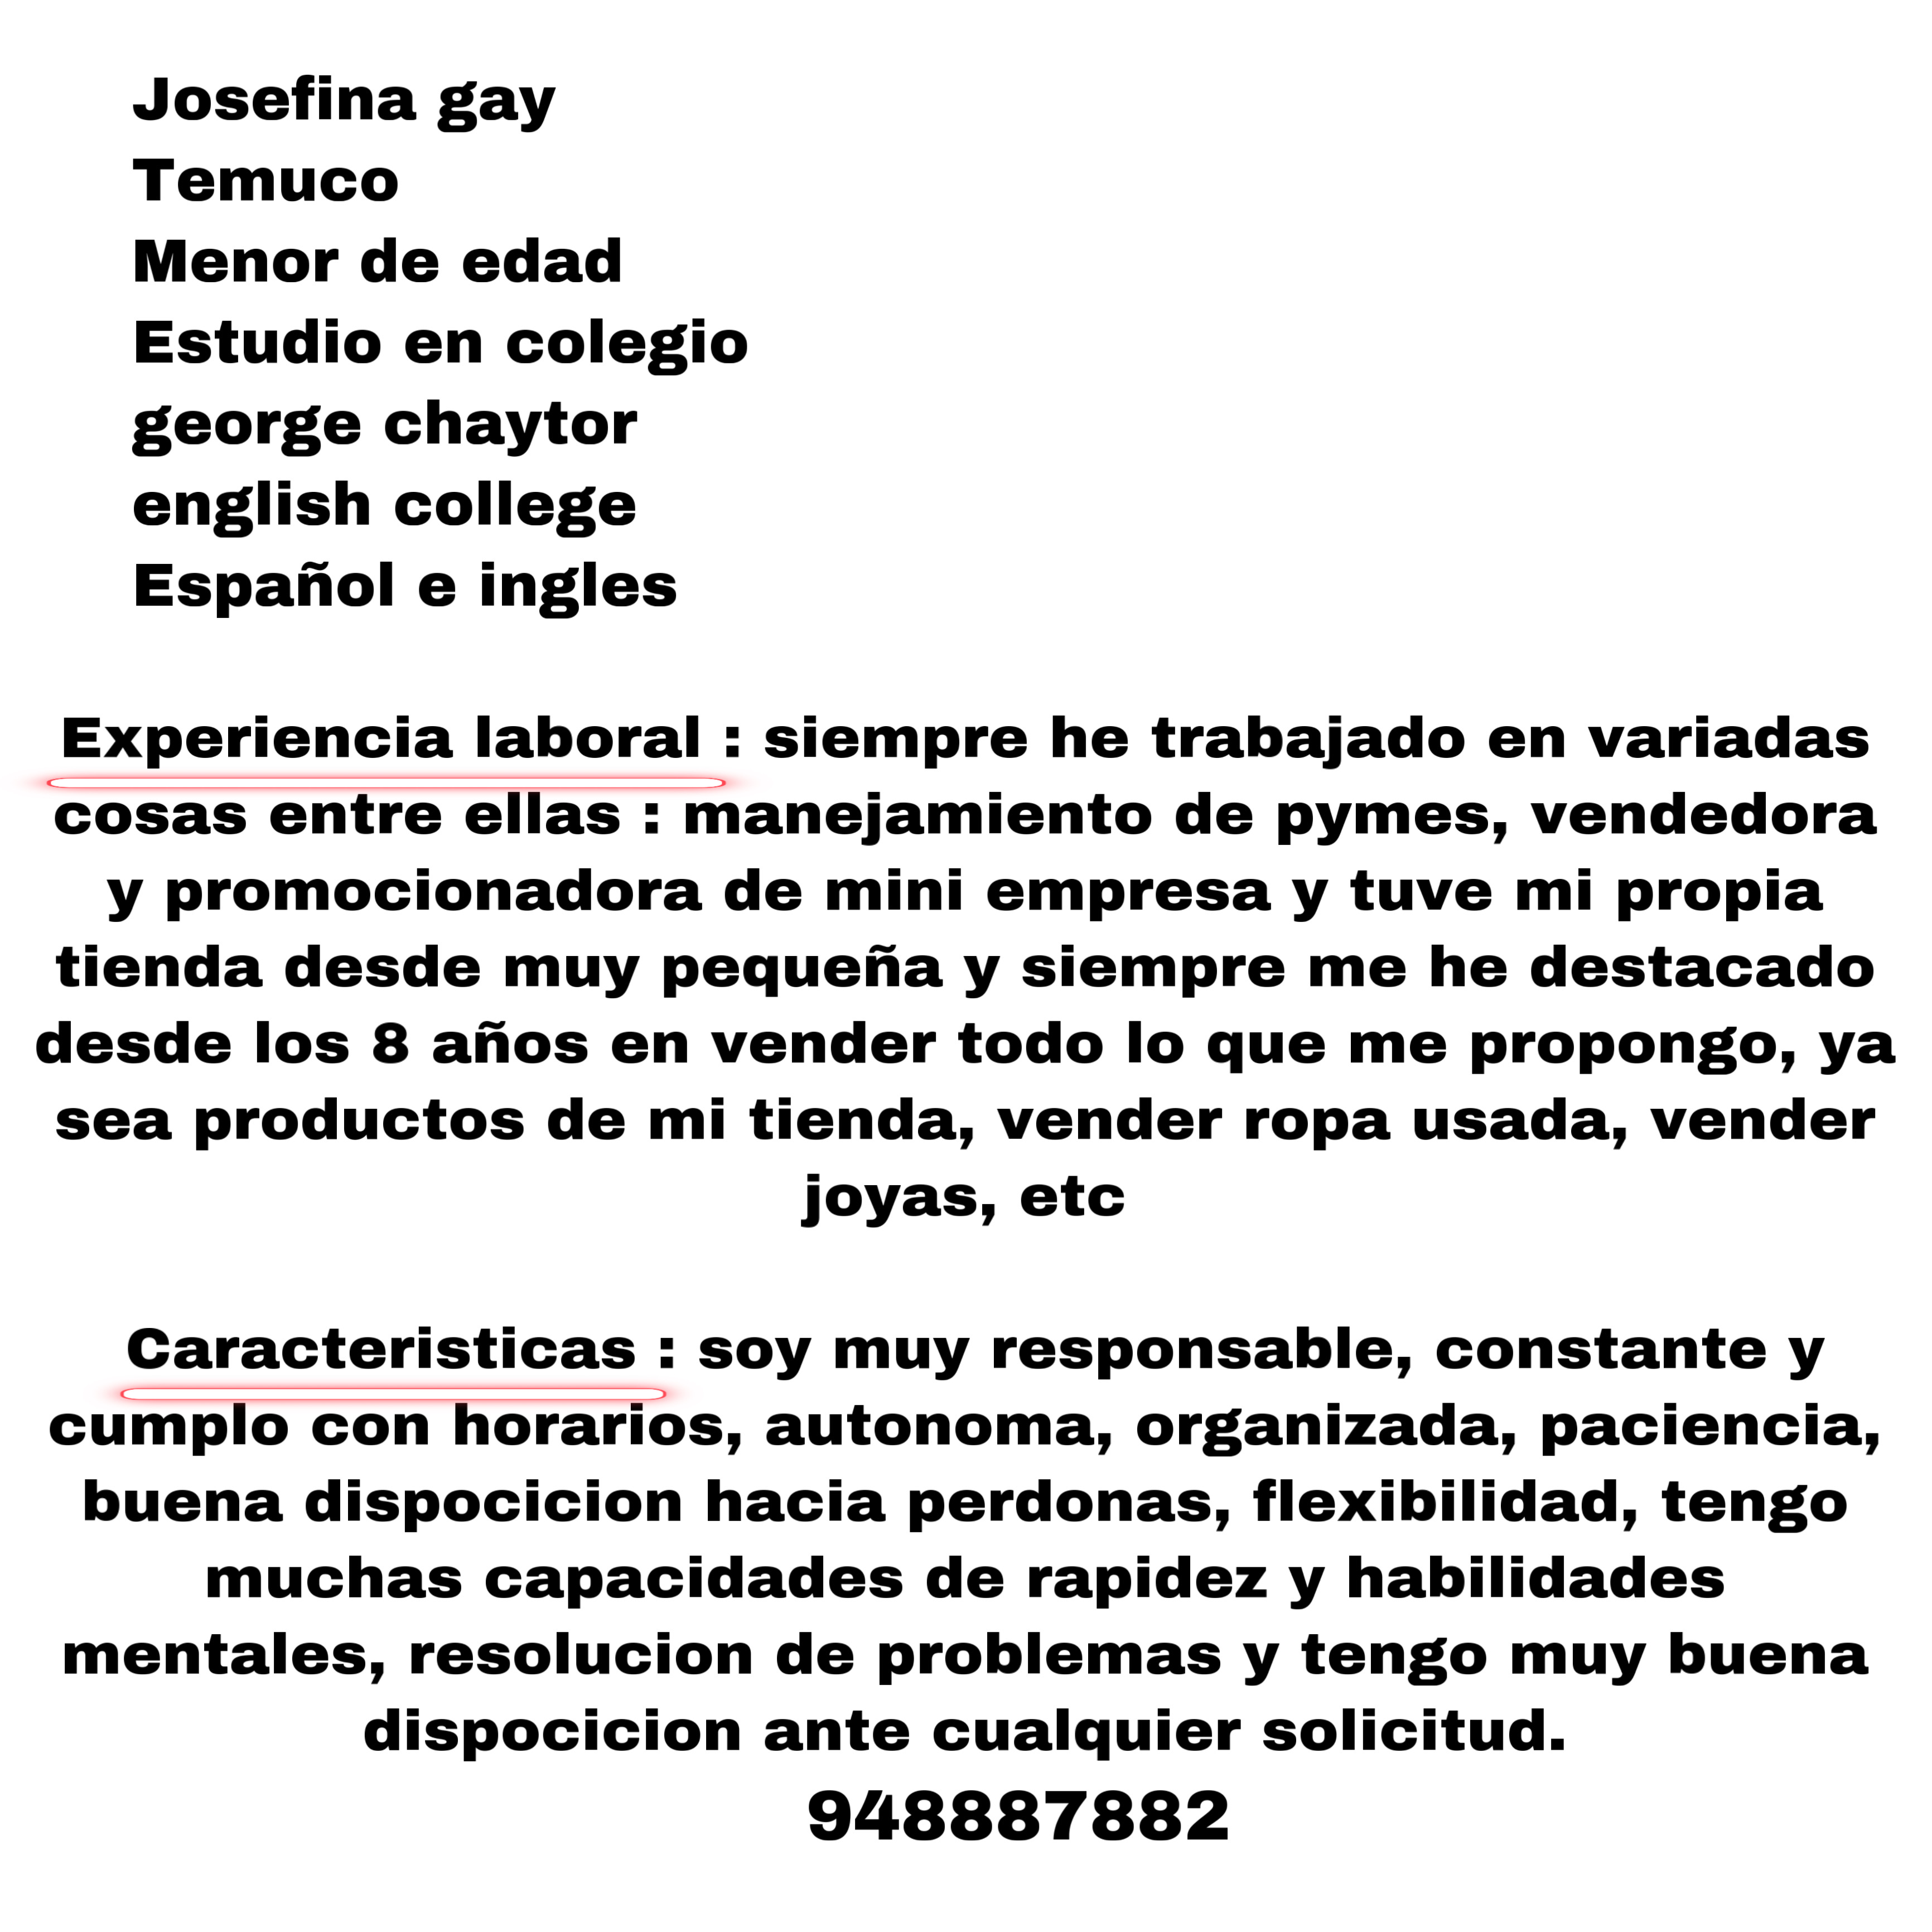 Josefina gay
Temuco
Menor de edad
Estudio en colegio
george chaytor
english college
Español e ingles
Experiencia laboral : siempre he trabajado en variadas
cosas entre ellas : manejamiento de pymes, vendedora
y promocionadora de mini empresa y tuve mi propia
tienda desde muy pequeña y siempre me he destacado
desde los 8 años en vender todo lo que me propongo, ya
sea productos de mi tienda, vender ropa usada, vender
joyas, etc
Caracteristicas : soy muy responsable, constante y
cumplo con horarios, autonoma, organizada, paciencia,
buena dispocicion hacia perdonas, flexibilidad, tengo
muchas capacidades de rapidez y habilidades
mentales, resolucion de problemas y tengo muy buena
dispocicion ante cualquier solicitud.
948887882